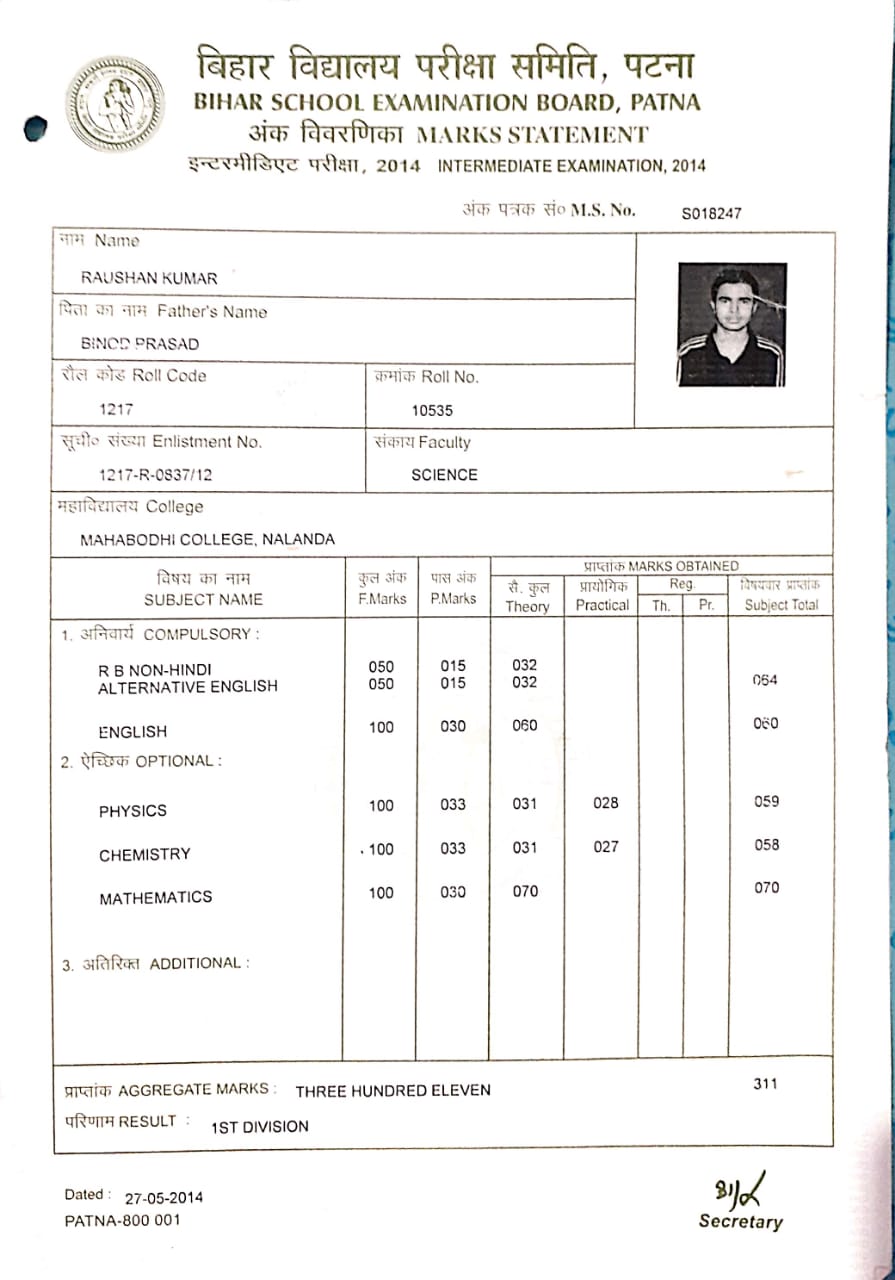 बिहार विद्यालय परीक्षा समिति, पटना
BIHAR SCHOOL EXAMINATION BOARD, PATNA
अंक विवरणिका MARKS STATEMENT
इन्टरमीडिएट परीक्षा, 2014 INTERMEDIATE EXAMINATION, 2014
अंक पत्रक सं० M.S. No. S018247
नाम Name
RAUSHAN KUMAR
पिता का नाम Father's Name
BINOD PRASAD
रौल कोड Roll Code क्रमांक Roll No.
1217 10535
सूची० संख्या Enlistment No. संकाय Faculty
1217-R-0837/12 SCIENCE
महाविद्यालय College
MAHABODHI COLLEGE, NALANDA
प्राप्तांक MARKS OBTAINED
विषय का नाम कुल अंक पास अंक सै. कुल प्रायोगिक Reg. विषयवार प्राप्तांक
SUBJECT NAME F.Marks P.Marks Theory Practical Th. Pr. Subject Total
1. अनिवार्य COMPULSORY :
R B NON-HINDI 050 015 032
ALTERNATIVE ENGLISH 050 015 032 064
ENGLISH 100 030 060 060
2. ऐच्छिक OPTIONAL :
PHYSICS 100 033 031 028 059
CHEMISTRY 100 033 031 027 058
MATHEMATICS 100 030 070 070
3. अतिरिक्त ADDITIONAL :
प्राप्तांक AGGREGATE MARKS : THREE HUNDRED ELEVEN 311
परिणाम RESULT : 1ST DIVISION
Dated : 27-05-2014
PATNA-800 001
Secretary